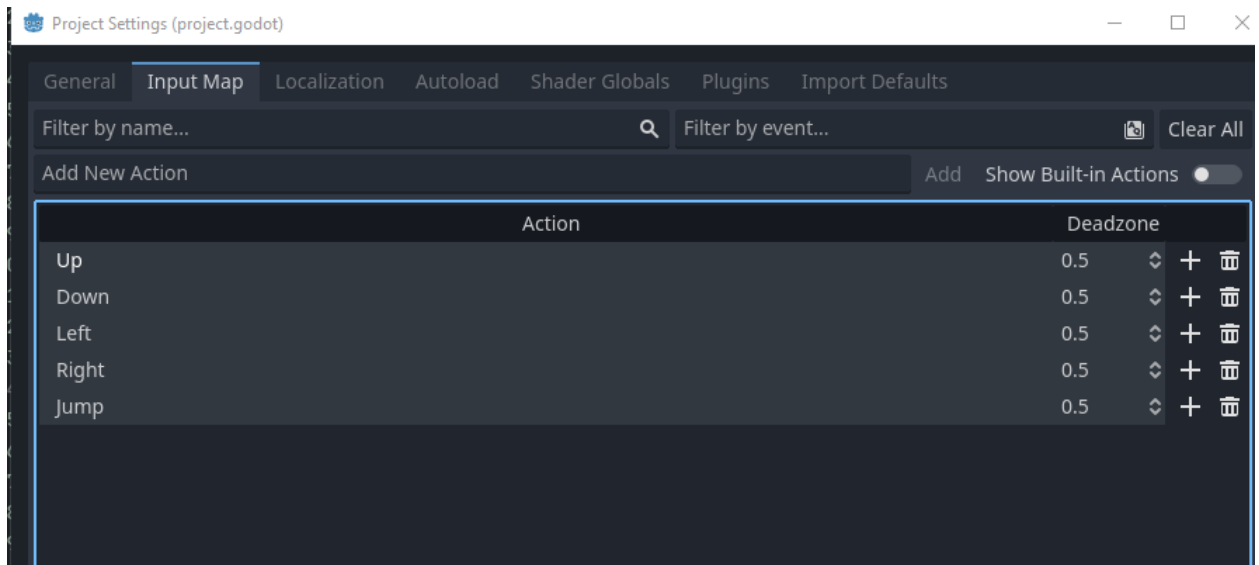 Project Settings (project.godot)
General Input Map Localization Autoload Shader Globals Plugins Import Defaults
Filter by name... Filter by event... Clear All
Add New Action Add Show Built-in Actions
Action Deadzone
Up 0.5
Down 0.5
Left 0.5
Right 0.5
Jump 0.5